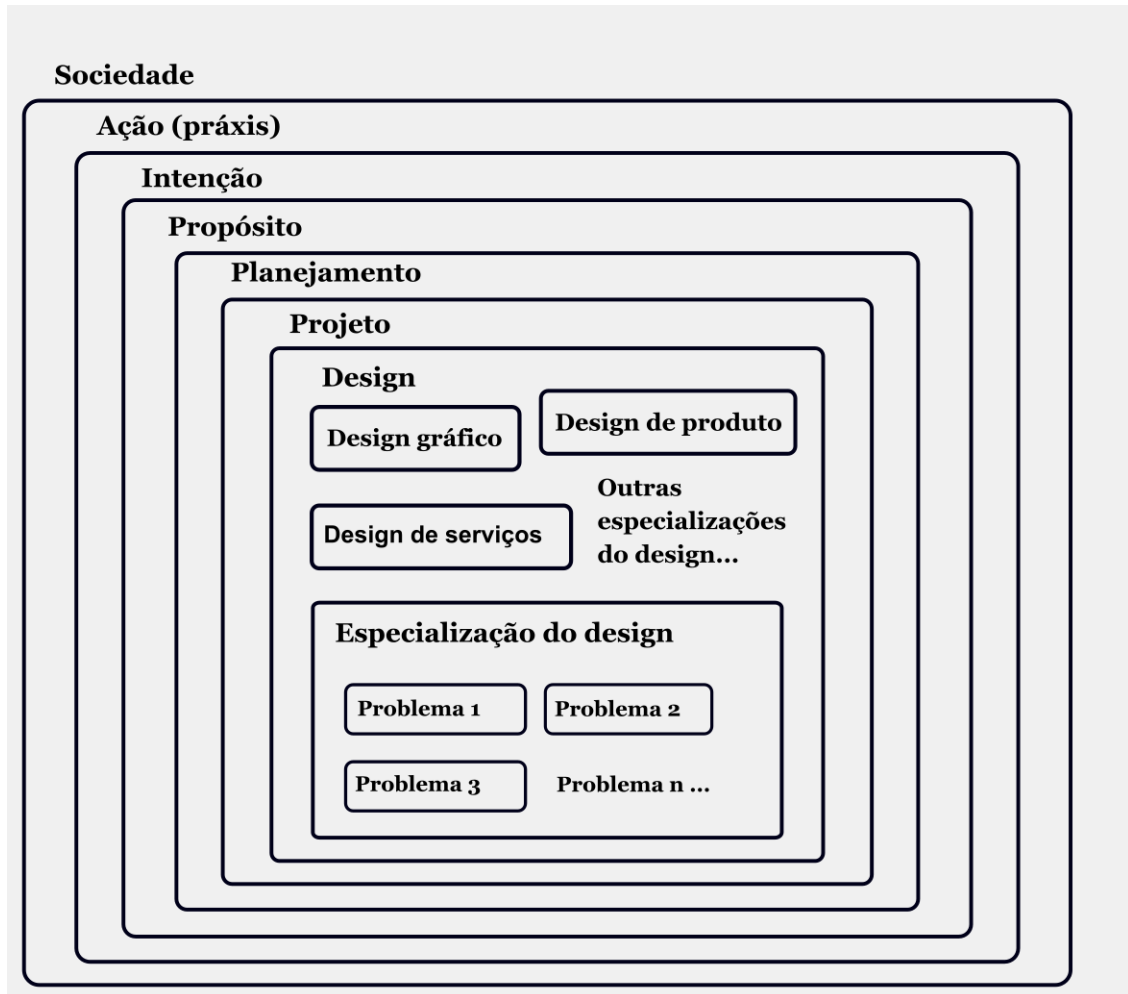 Sociedade
Ação (práxis)
Intenção
Propósito
Planejamento
Projeto
Design
Design gráfico
Design de produto
Design de serviços
Outras
especializações
do design...
Especialização do design
Problema 1
Problema 2
Problema 3
Problema n ...